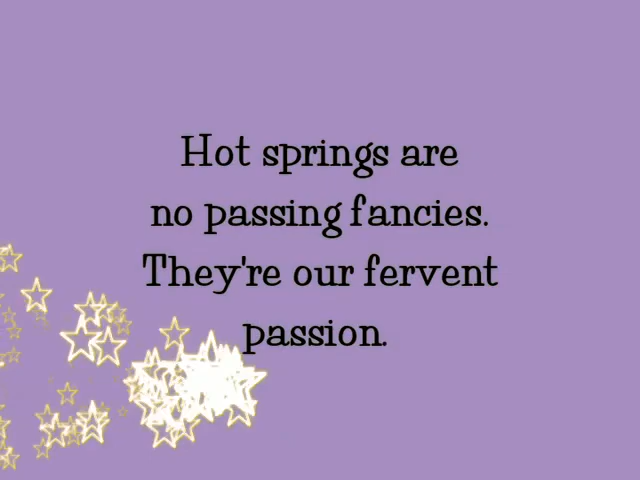 Hot springs are
no passing fancies.
They're our fervent
passion.